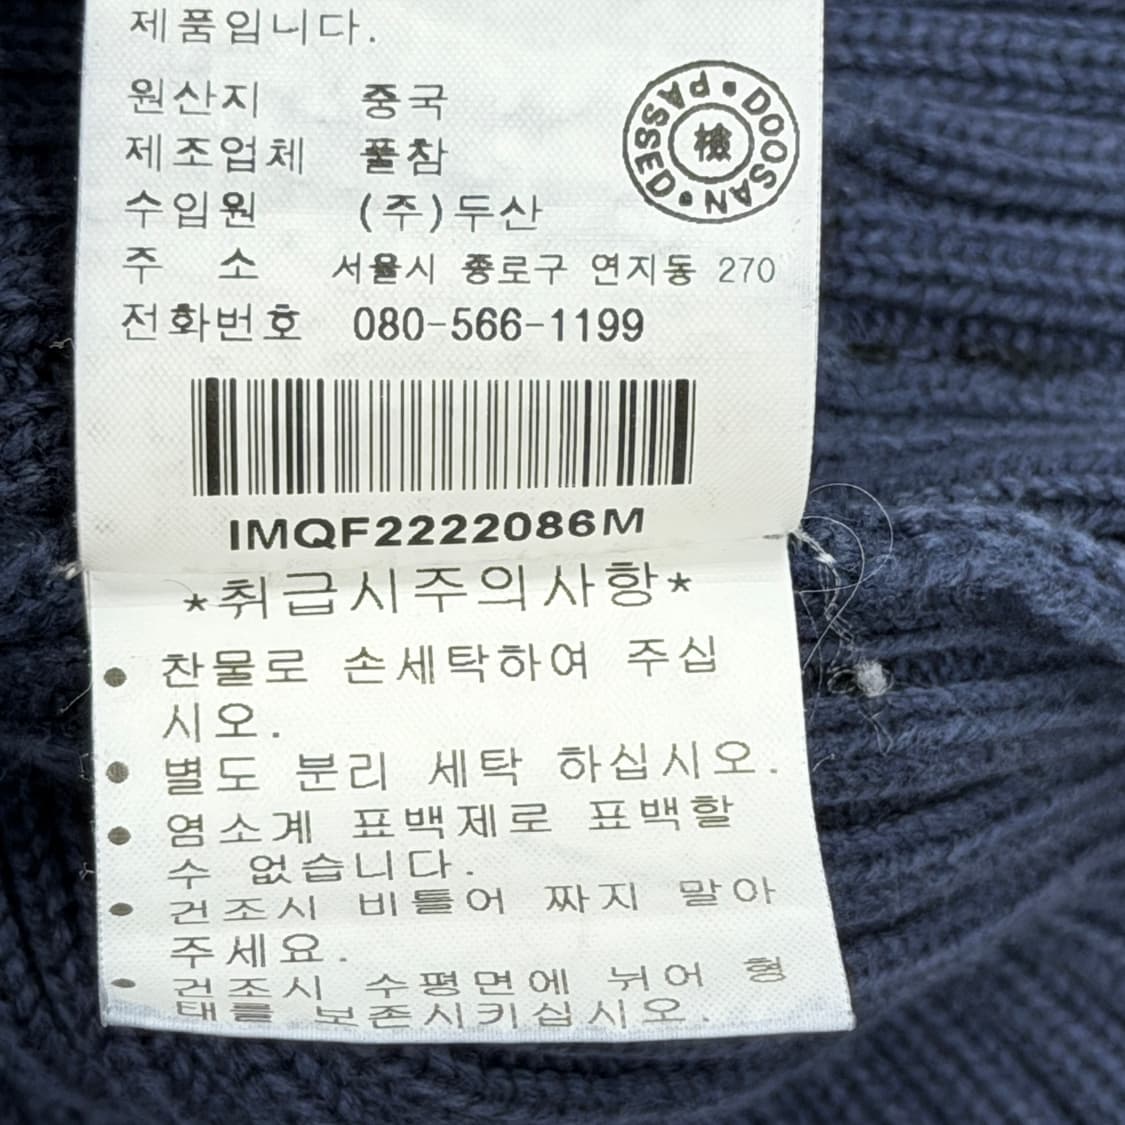 제품입니다.
원산지 중국
제조업체 풀참
수입원 (주)두산
주 소 서울시 종로구 연지동 270
전화번호 080-566-1199
DOOSAN • PASSED •
檢
IMQF2222086M
*취급시주의사항*
• 찬물로 손세탁하여 주십
시오.
• 별도 분리 세탁 하십시오.
• 염소계 표백제로 표백할
수 없습니다.
• 건조시 비틀어 짜지 말아
주세요.
• 건조시 수평면에 뉘어 형
태를 보존시키십시오.